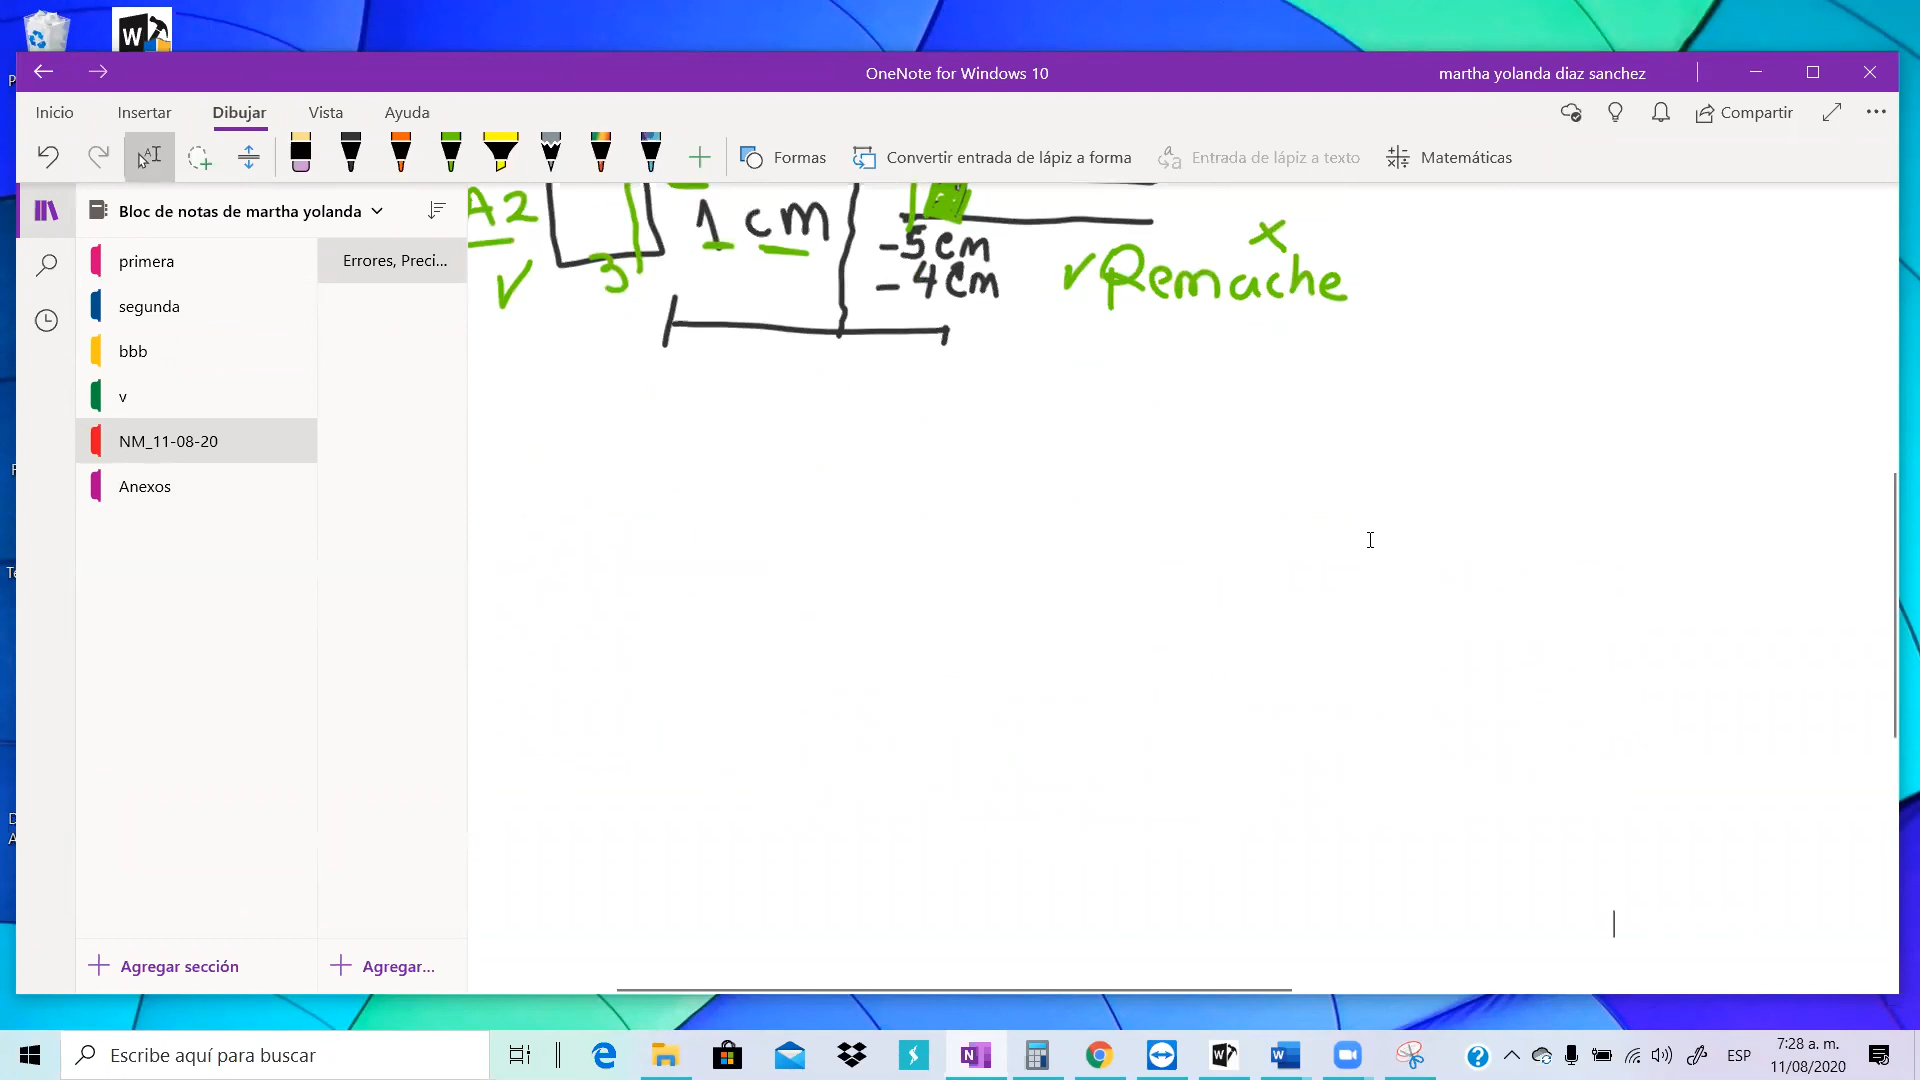 OneNote for Windows 10
martha yolanda diaz sanchez
Inicio
Insertar
Dibujar
Vista
Ayuda
Compartir
Formas
Convertir entrada de lápiz a forma
Entrada de lápiz a texto
Matemáticas
Bloc de notas de martha yolanda
primera
segunda
bbb
v
NM_11-08-20
Anexos
Errores, Preci...
A2
3
1 cm
-5cm
-4cm
x
Remache
Agregar sección
Agregar...
Escribe aquí para buscar
ESP
7:28 a. m.
11/08/2020